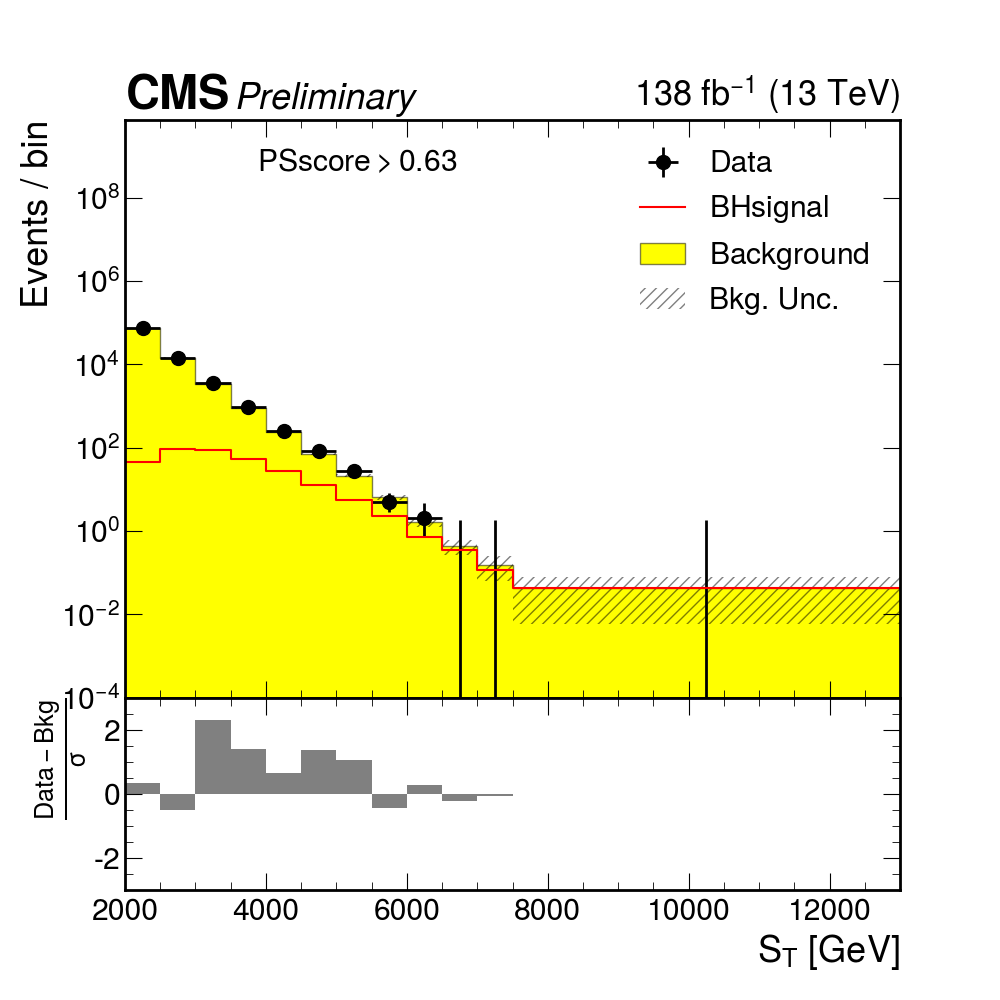 CMS Preliminary
138 fb⁻¹ (13 TeV)
Events / bin
PSscore > 0.63
Data
BHsignal
Background
Bkg. Unc.
10⁸
10⁶
10⁴
10²
10⁰
10⁻²
10⁻⁴
Data – Bkg
σ
2
0
-2
2000 4000 6000 8000 10000 12000
S_T [GeV]